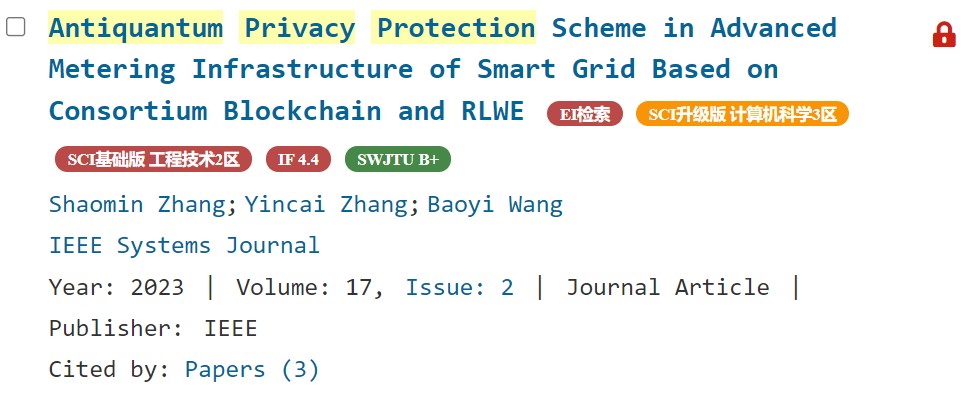 Antiquantum Privacy Protection Scheme in Advanced
Metering Infrastructure of Smart Grid Based on
Consortium Blockchain and RLWE EI检索 SCI升级版 计算机科学3区
SCI基础版 工程技术2区 IF 4.4 SWJTU B+
Shaomin Zhang; Yincai Zhang; Baoyi Wang
IEEE Systems Journal
Year: 2023 | Volume: 17, Issue: 2 | Journal Article |
Publisher: IEEE
Cited by: Papers (3)